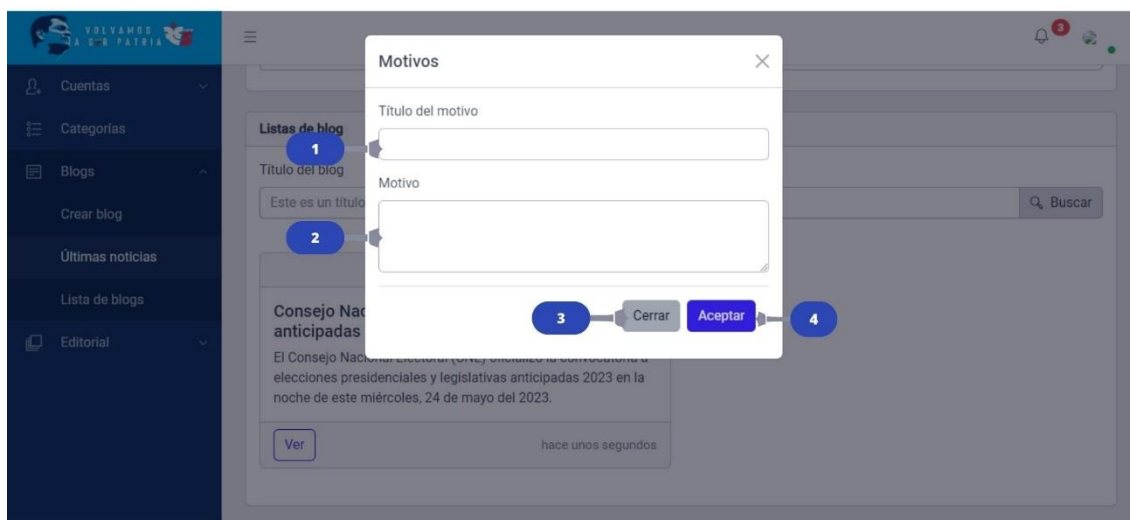 VOLVAMOS
A SER PATRIA
3
Cuentas
Categorías
Blogs
Crear blog
Últimas noticias
Lista de blogs
Editorial
Motivos
Título del motivo
1
Motivo
2
Cerrar
Aceptar
3
4
Listas de blog
Título del blog
Este es un título
Buscar
Consejo Nac
anticipadas
El Consejo Nacional Electoral (CNE) oficializó la convocatoria a
elecciones presidenciales y legislativas anticipadas 2023 en la
noche de este miércoles, 24 de mayo del 2023.
Ver
hace unos segundos